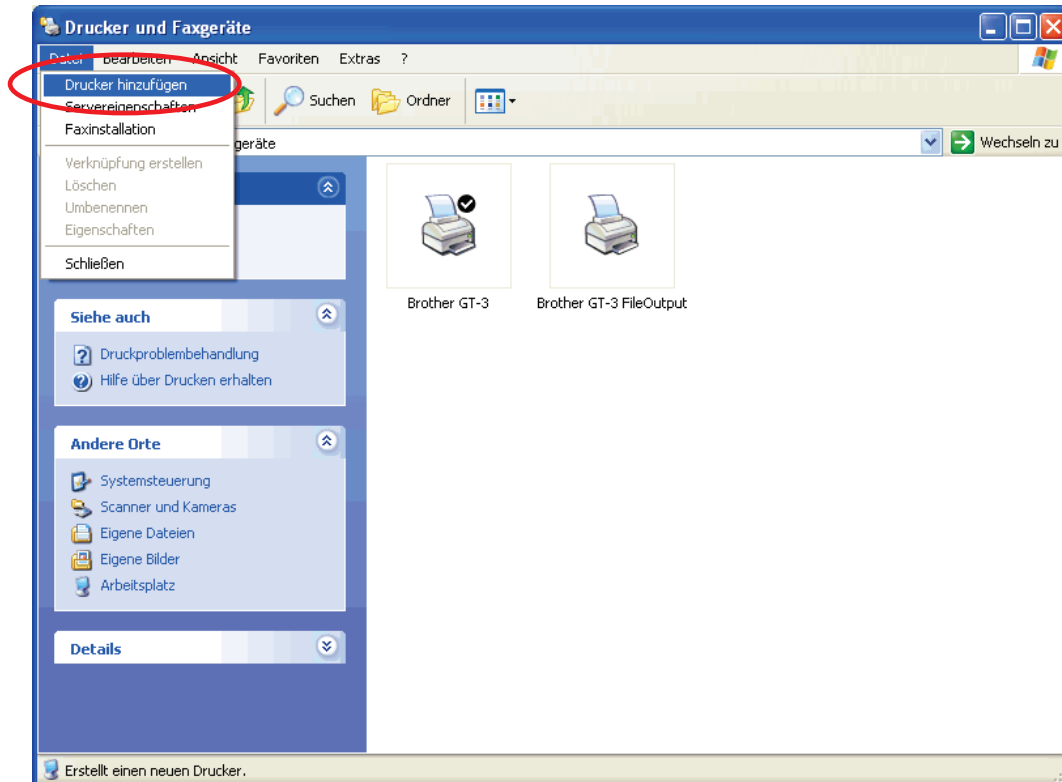 Drucker und Faxgeräte
Datei Bearbeiten Ansicht Favoriten Extras ?
Drucker hinzufügen
Servereigenschaften
Faxinstallation
Verknüpfung erstellen
Löschen
Umbenennen
Eigenschaften
Schließen
Suchen Ordner
geräte Wechseln zu
Brother GT-3 Brother GT-3 FileOutput
Siehe auch
Druckproblembehandlung
Hilfe über Drucken erhalten
Andere Orte
Systemsteuerung
Scanner und Kameras
Eigene Dateien
Eigene Bilder
Arbeitsplatz
Details
Erstellt einen neuen Drucker.